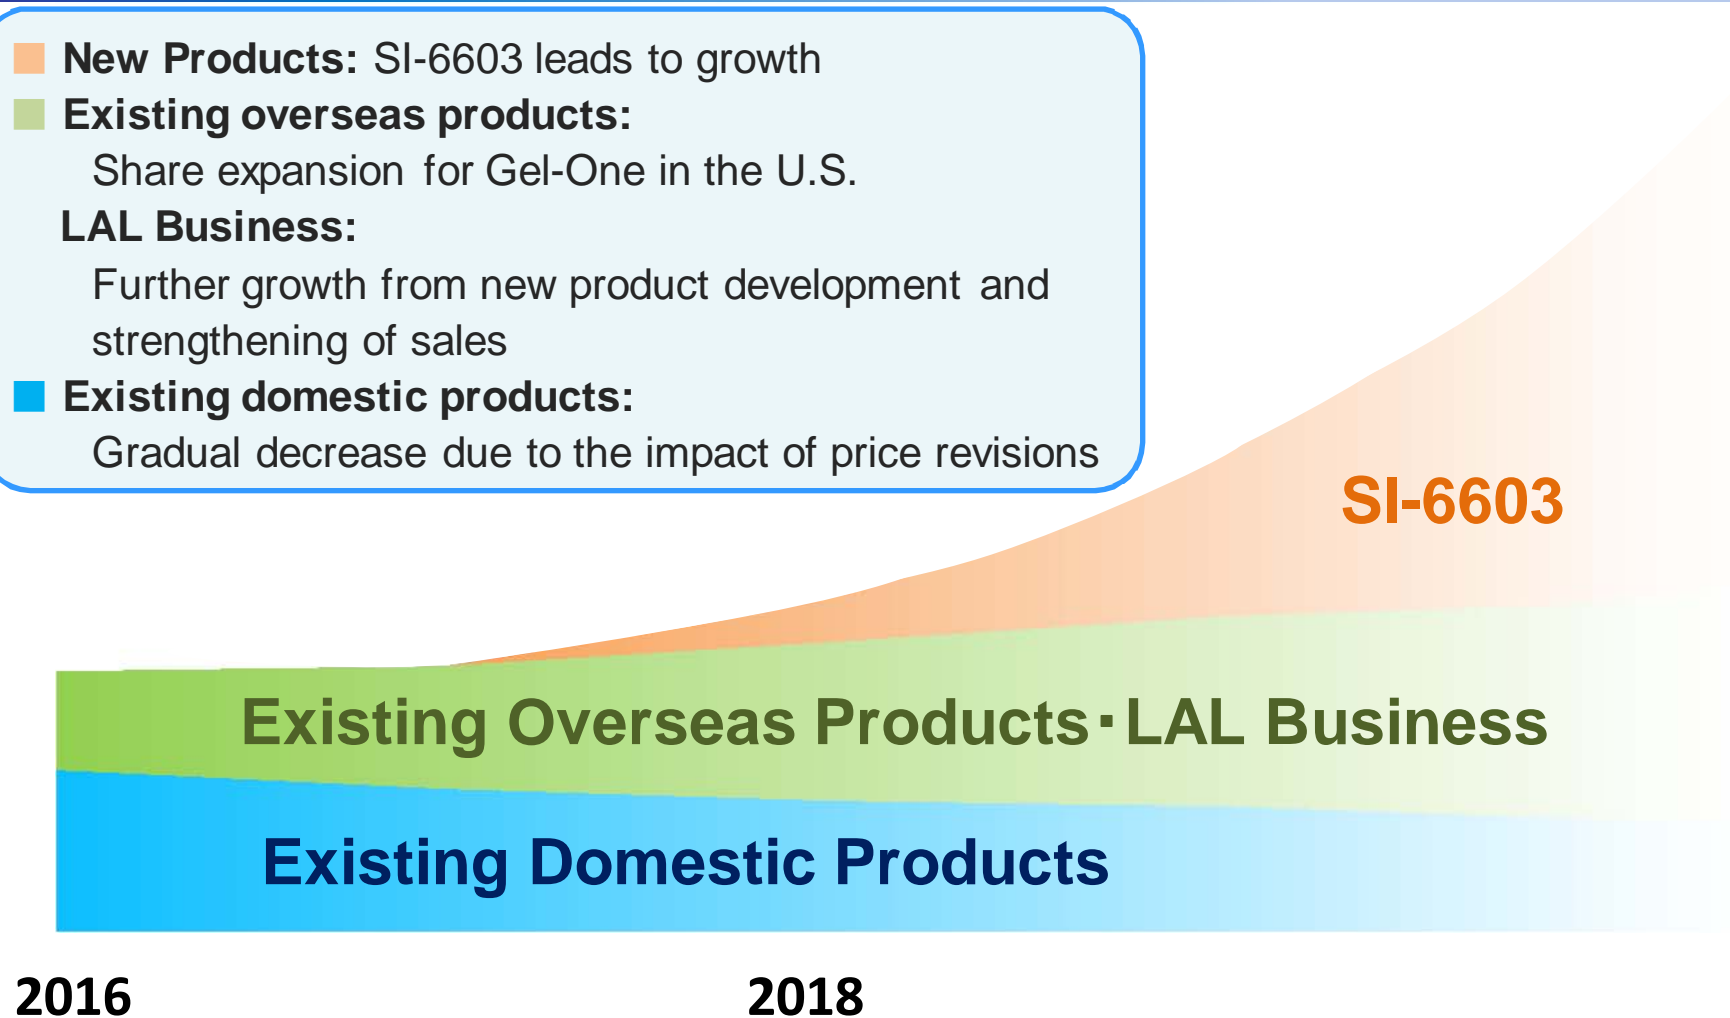 New Products: SI-6603 leads to growth
Existing overseas products:
Share expansion for Gel-One in the U.S.
LAL Business:
Further growth from new product development and
strengthening of sales
Existing domestic products:
Gradual decrease due to the impact of price revisions
SI-6603
Existing Overseas Products・LAL Business
Existing Domestic Products
2016 2018